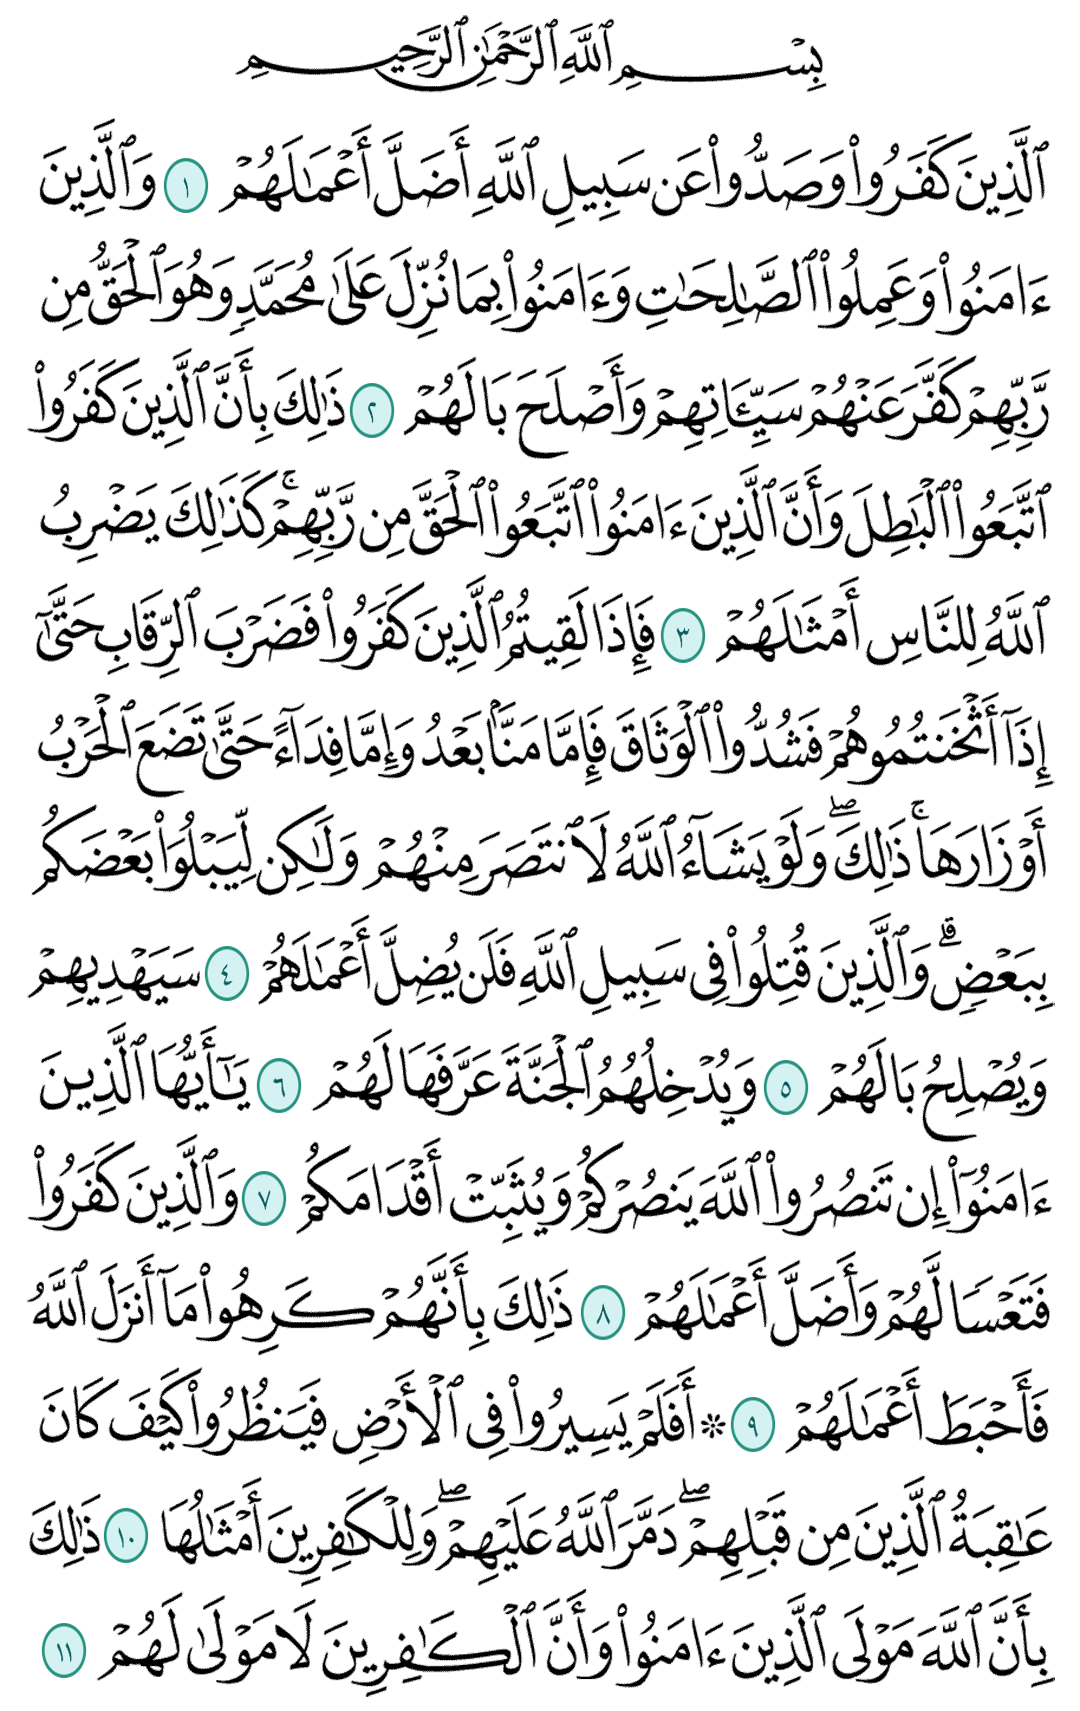 بِسْمِ ٱللَّهِ ٱلرَّحْمَٰنِ ٱلرَّحِيمِ
ٱلَّذِينَ كَفَرُوا۟ وَصَدُّوا۟ عَن سَبِيلِ ٱللَّهِ أَضَلَّ أَعْمَٰلَهُمْ ١ وَٱلَّذِينَ
ءَامَنُوا۟ وَعَمِلُوا۟ ٱلصَّٰلِحَٰتِ وَءَامَنُوا۟ بِمَا نُزِّلَ عَلَىٰ مُحَمَّدٍ وَهُوَ ٱلْحَقُّ مِن
رَّبِّهِمْ كَفَّرَ عَنْهُمْ سَيِّـَٔاتِهِمْ وَأَصْلَحَ بَالَهُمْ ٢ ذَٰلِكَ بِأَنَّ ٱلَّذِينَ كَفَرُوا۟
ٱتَّبَعُوا۟ ٱلْبَٰطِلَ وَأَنَّ ٱلَّذِينَ ءَامَنُوا۟ ٱتَّبَعُوا۟ ٱلْحَقَّ مِن رَّبِّهِمْ ۚ كَذَٰلِكَ يَضْرِبُ
ٱللَّهُ لِلنَّاسِ أَمْثَٰلَهُمْ ٣ فَإِذَا لَقِيتُمُ ٱلَّذِينَ كَفَرُوا۟ فَضَرْبَ ٱلرِّقَابِ حَتَّىٰٓ
إِذَآ أَثْخَنتُمُوهُمْ فَشُدُّوا۟ ٱلْوَثَاقَ فَإِمَّا مَنًّۢا بَعْدُ وَإِمَّا فِدَآءً حَتَّىٰ تَضَعَ ٱلْحَرْبُ
أَوْزَارَهَا ۚ ذَٰلِكَ ۖ وَلَوْ يَشَآءُ ٱللَّهُ لَٱنتَصَرَ مِنْهُمْ وَلَٰكِن لِّيَبْلُوَا۟ بَعْضَكُم
بِبَعْضٍ ۗ وَٱلَّذِينَ قُتِلُوا۟ فِى سَبِيلِ ٱللَّهِ فَلَن يُضِلَّ أَعْمَٰلَهُمْ ٤ سَيَهْدِيهِمْ
وَيُصْلِحُ بَالَهُمْ ٥ وَيُدْخِلُهُمُ ٱلْجَنَّةَ عَرَّفَهَا لَهُمْ ٦ يَٰٓأَيُّهَا ٱلَّذِينَ
ءَامَنُوٓا۟ إِن تَنصُرُوا۟ ٱللَّهَ يَنصُرْكُمْ وَيُثَبِّتْ أَقْدَامَكُمْ ٧ وَٱلَّذِينَ كَفَرُوا۟
فَتَعْسًا لَّهُمْ وَأَضَلَّ أَعْمَٰلَهُمْ ٨ ذَٰلِكَ بِأَنَّهُمْ كَرِهُوا۟ مَآ أَنزَلَ ٱللَّهُ
فَأَحْبَطَ أَعْمَٰلَهُمْ ٩ ۞ أَفَلَمْ يَسِيرُوا۟ فِى ٱلْأَرْضِ فَيَنظُرُوا۟ كَيْفَ كَانَ
عَٰقِبَةُ ٱلَّذِينَ مِن قَبْلِهِمْ ۖ دَمَّرَ ٱللَّهُ عَلَيْهِمْ ۖ وَلِلْكَٰفِرِينَ أَمْثَٰلُهَا ١٠ ذَٰلِكَ
بِأَنَّ ٱللَّهَ مَوْلَى ٱلَّذِينَ ءَامَنُوا۟ وَأَنَّ ٱلْكَٰفِرِينَ لَا مَوْلَىٰ لَهُمْ ١١